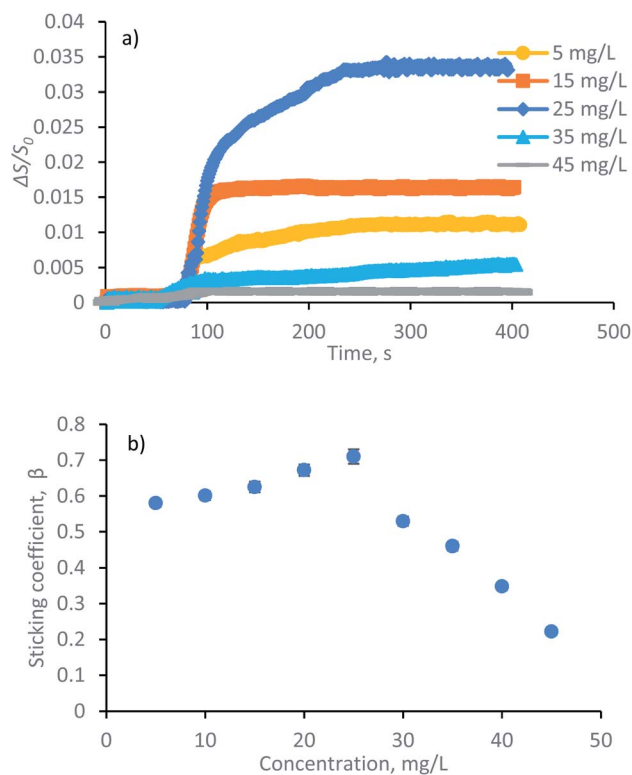 a)
0.04
0.035
0.03
0.025
0.02
0.015
0.01
0.005
0
ΔS/S0
5 mg/L
15 mg/L
25 mg/L
35 mg/L
45 mg/L
0 100 200 300 400 500
Time, s
b)
0.8
0.7
0.6
0.5
0.4
0.3
0.2
0.1
0
Sticking coefficient, β
0 10 20 30 40 50
Concentration, mg/L